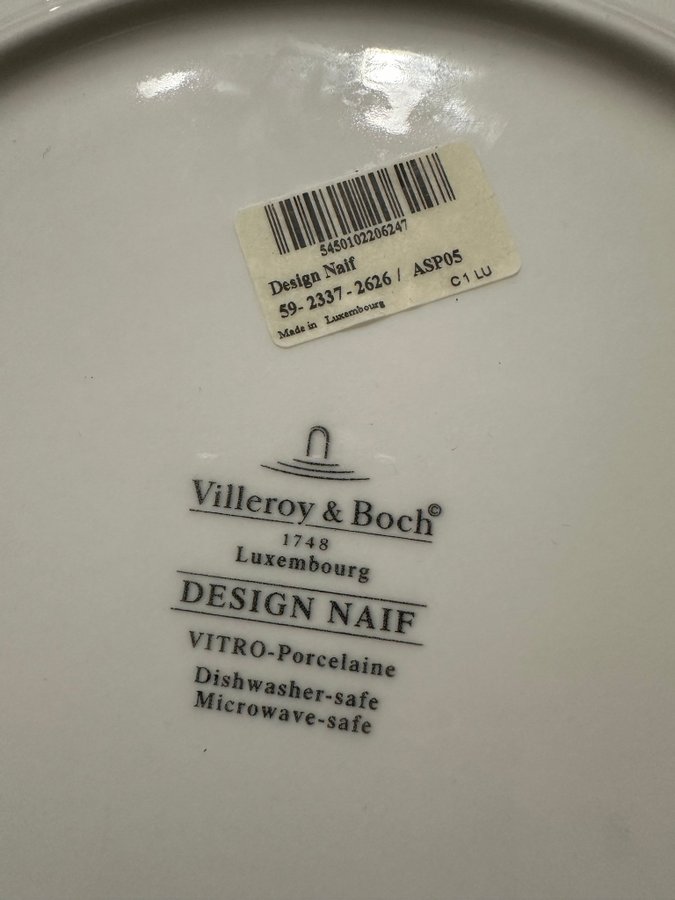 5450102206247
Design Naif
59-2337-2626 / ASP05
Made in Luxembourg C 1 LU
Villeroy & Boch©
1748
Luxembourg
DESIGN NAIF
VITRO-Porcelaine
Dishwasher-safe
Microwave-safe